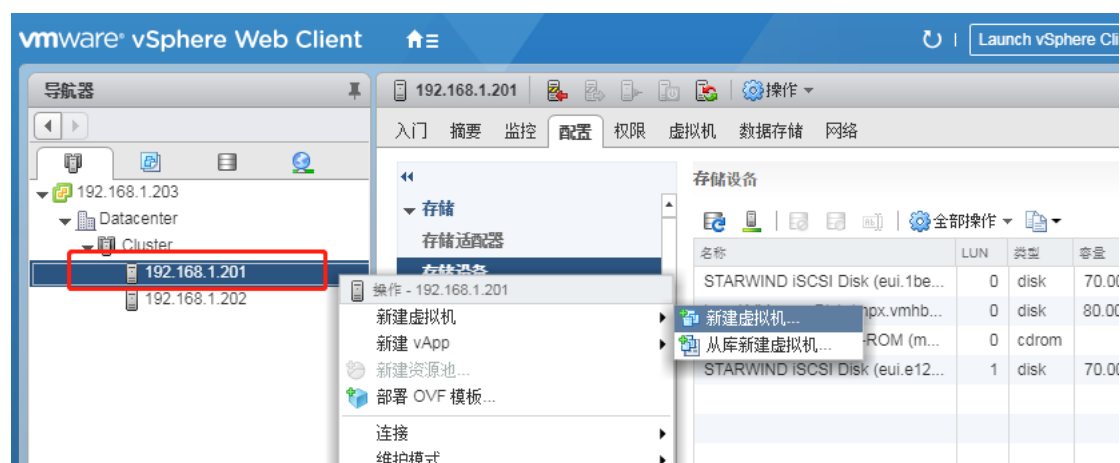 vmware® vSphere Web Client
Launch vSphere Cli
导航器
192.168.1.203
Datacenter
Cluster
192.168.1.201
192.168.1.202
192.168.1.201 操作
入门 摘要 监控 配置 权限 虚拟机 数据存储 网络
存储
存储适配器
存储设备
存储设备
全部操作
名称 LUN 类型 容量
STARWIND iSCSI Disk (eui.1be... 0 disk 70.00
npx.vmhb... 0 disk 80.00
-ROM (m... 0 cdrom
STARWIND iSCSI Disk (eui.e12... 1 disk 70.00
操作 - 192.168.1.201
新建虚拟机
新建 vApp
新建资源池...
部署 OVF 模板...
连接
维护模式
新建虚拟机...
从库新建虚拟机...